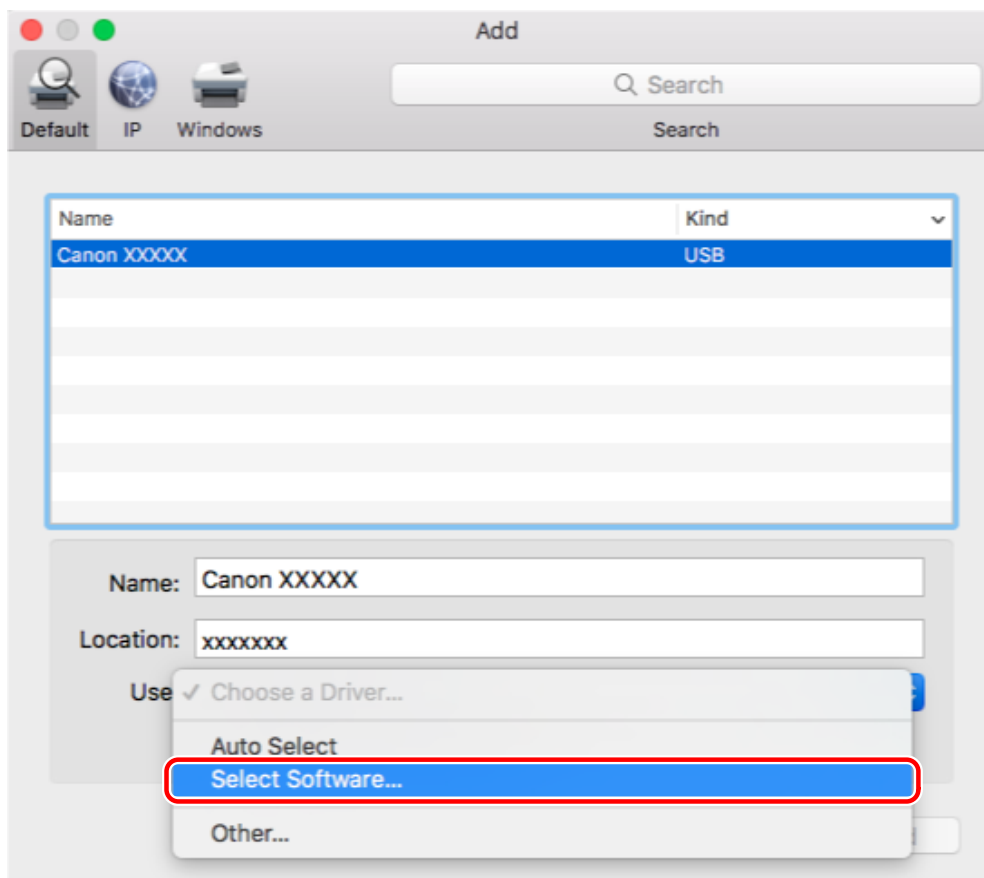 Add
Search
Default IP Windows Search
Name Kind
Canon XXXXX USB
Name: Canon XXXXX
Location: xxxxxxx
Use ✓ Choose a Driver...
Auto Select
Select Software...
Other...